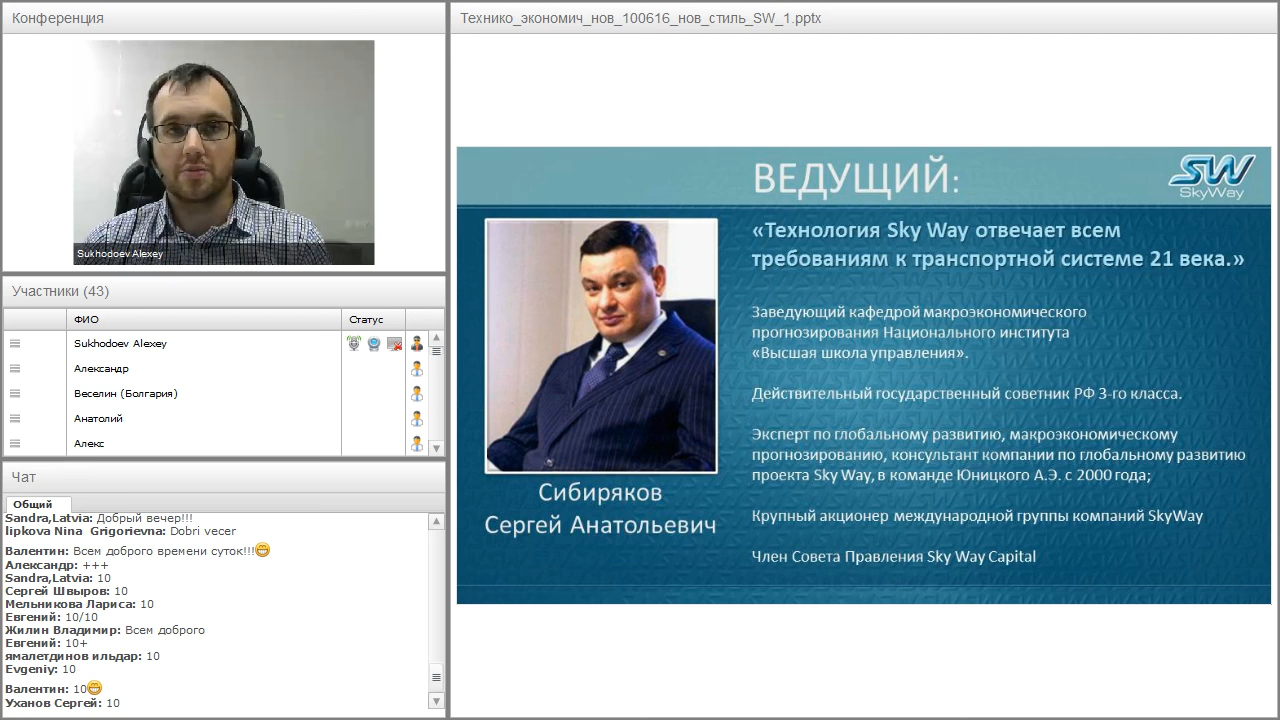 Конференция
Sukhodoev Alexey
Участники (43)
ФИО
Статус
Sukhodoev Alexey
Александр
Веселин (Болгария)
Анатолий
Алекс
Чат
Общий
Sandra,Latvia: Добрый вечер!!!
lipkova Nina Grigorievna: Dobri vecer
Валентин: Всем доброго времени суток!!!
Александр: +++
Sandra,Latvia: 10
Сергей Швыров: 10
Мельникова Лариса: 10
Евгений: 10/10
Жилин Владимир: Всем доброго
Евгений: 10+
ямалетдинов ильдар: 10
Evgeniy: 10
Валентин: 10
Уханов Сергей: 10
Технико_экономич_нов_100616_нов_стиль_SW_1.pptx
ВЕДУЩИЙ:
SW
SkyWay
«Технология Sky Way отвечает всем
требованиям к транспортной системе 21 века.»
Заведующий кафедрой макроэкономического
прогнозирования Национального института
«Высшая школа управления».
Действительный государственный советник РФ 3-го класса.
Эксперт по глобальному развитию, макроэкономическому
прогнозированию, консультант компании по глобальному развитию
проекта Sky Way, в команде Юницкого А.Э. с 2000 года;
Крупный акционер международной группы компаний SkyWay
Член Совета Правления Sky Way Capital
Сибиряков
Сергей Анатольевич